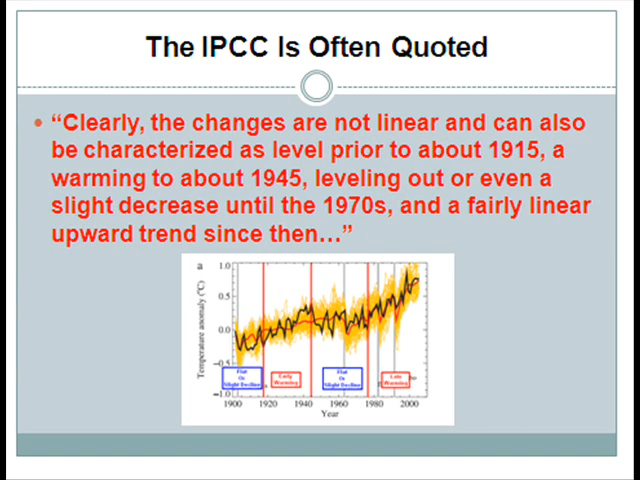 The IPCC Is Often Quoted
• “Clearly, the changes are not linear and can also
be characterized as level prior to about 1915, a
warming to about 1945, leveling out or even a
slight decrease until the 1970s, and a fairly linear
upward trend since then…”
a
1.0
0.5
0.0
−0.5
−1.0
Temperature anomaly (°C)
Flat
Or
Slight Decline
Early
Warming
Flat
Or
Slight Decline
Late
Warming
1900 1920 1940 1960 1980 2000
Year